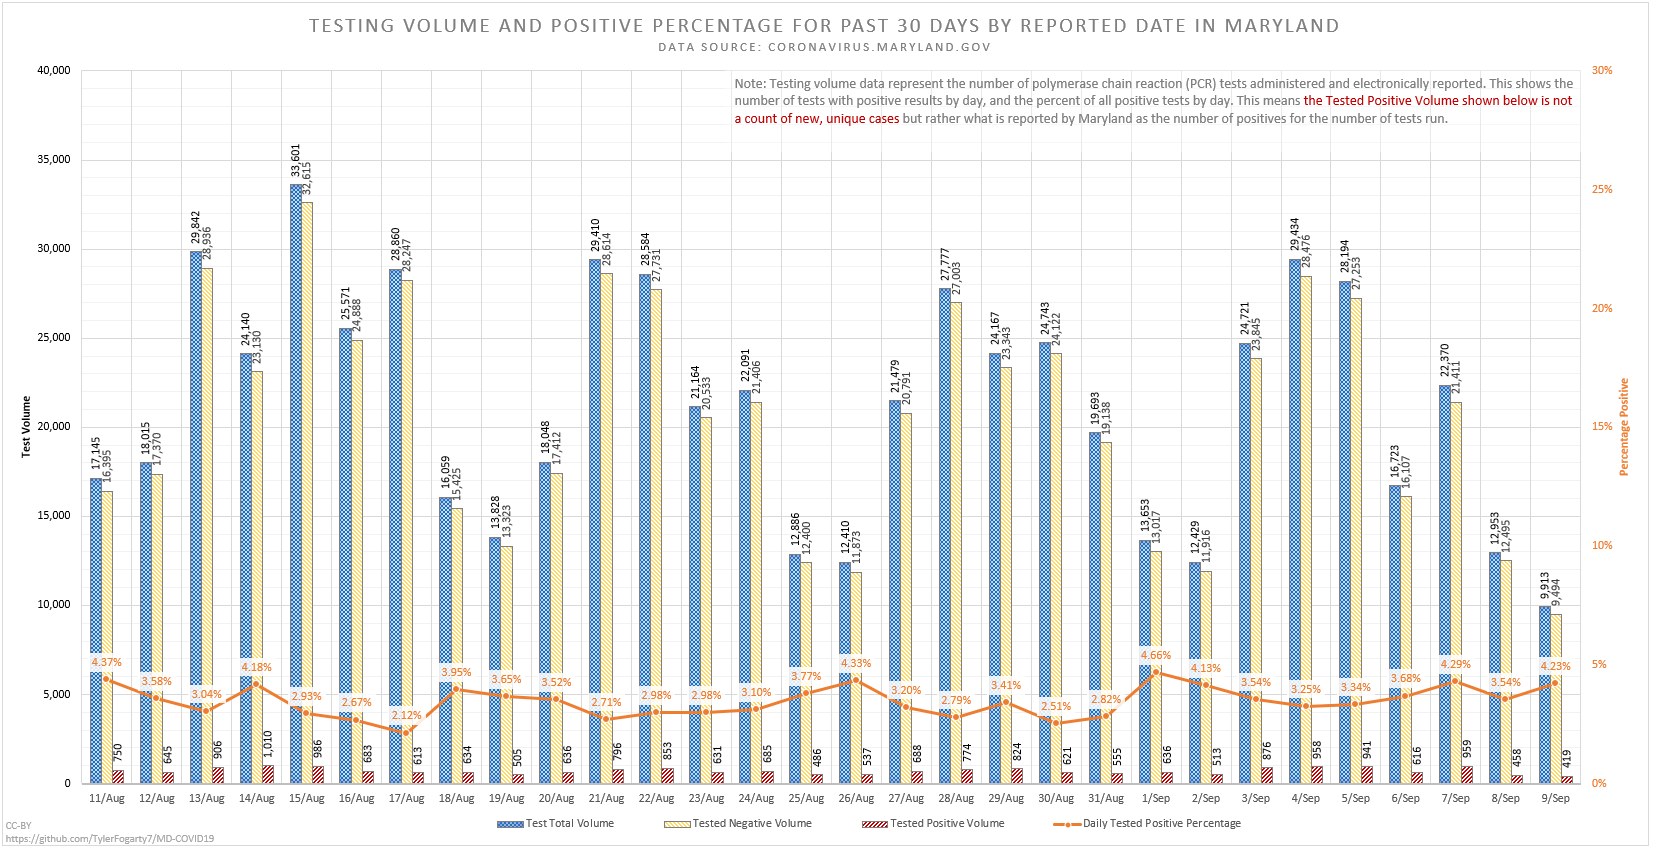 TESTING VOLUME AND POSITIVE PERCENTAGE FOR PAST 30 DAYS BY REPORTED DATE IN MARYLAND
DATA SOURCE: CORONAVIRUS.MARYLAND.GOV
Note: Testing volume data represent the number of polymerase chain reaction (PCR) tests administered and electronically reported. This shows the
number of tests with positive results by day, and the percent of all positive tests by day. This means the Tested Positive Volume shown below is not
a count of new, unique cases but rather what is reported by Maryland as the number of positives for the number of tests run.
Test Volume
40,000
35,000
30,000
25,000
20,000
15,000
10,000
5,000
0
30%
25%
20%
15%
10%
5%
0%
Percentage Positive
17,145 16,395 4.37% 750
18,015 17,370 3.58% 645
29,842 28,936 3.04% 906
24,140 23,130 4.18% 1,010
33,601 32,615 2.93% 986
25,571 24,888 2.67% 683
28,860 28,247 2.12% 613
16,059 15,425 3.95% 634
13,828 13,323 3.65% 505
18,048 17,412 3.52% 636
29,410 28,614 2.71% 796
28,584 27,731 2.98% 853
21,164 20,533 2.98% 631
22,091 21,406 3.10% 685
12,886 12,400 3.77% 486
12,410 11,873 4.33% 537
21,479 20,791 3.20% 688
27,777 27,003 2.79% 774
24,167 23,343 3.41% 824
24,743 24,122 2.51% 621
19,693 19,138 2.82% 555
13,653 13,017 4.66% 636
12,429 11,916 4.13% 513
24,721 23,845 3.54% 876
29,434 28,476 3.25% 958
28,194 27,253 3.34% 941
16,723 16,107 3.68% 616
22,370 21,411 4.29% 959
12,953 12,495 3.54% 458
9,913 9,494 4.23% 419
11/Aug 12/Aug 13/Aug 14/Aug 15/Aug 16/Aug 17/Aug 18/Aug 19/Aug 20/Aug 21/Aug 22/Aug 23/Aug 24/Aug 25/Aug 26/Aug 27/Aug 28/Aug 29/Aug 30/Aug 31/Aug 1/Sep 2/Sep 3/Sep 4/Sep 5/Sep 6/Sep 7/Sep 8/Sep 9/Sep
Test Total Volume Tested Negative Volume Tested Positive Volume Daily Tested Positive Percentage
CC-BY
https://github.com/TylerFogarty7/MD-COVID19